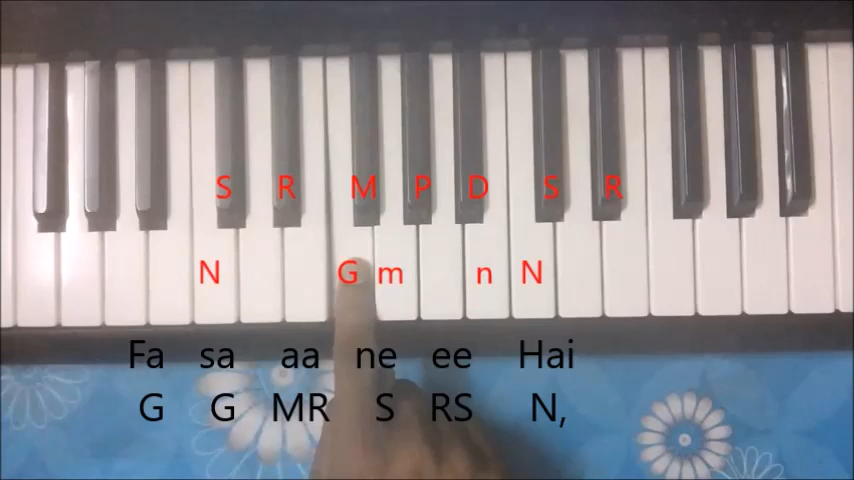 S R M P D S R
N G m n N
Fa sa aa ne ee Hai
G G MR S RS N,